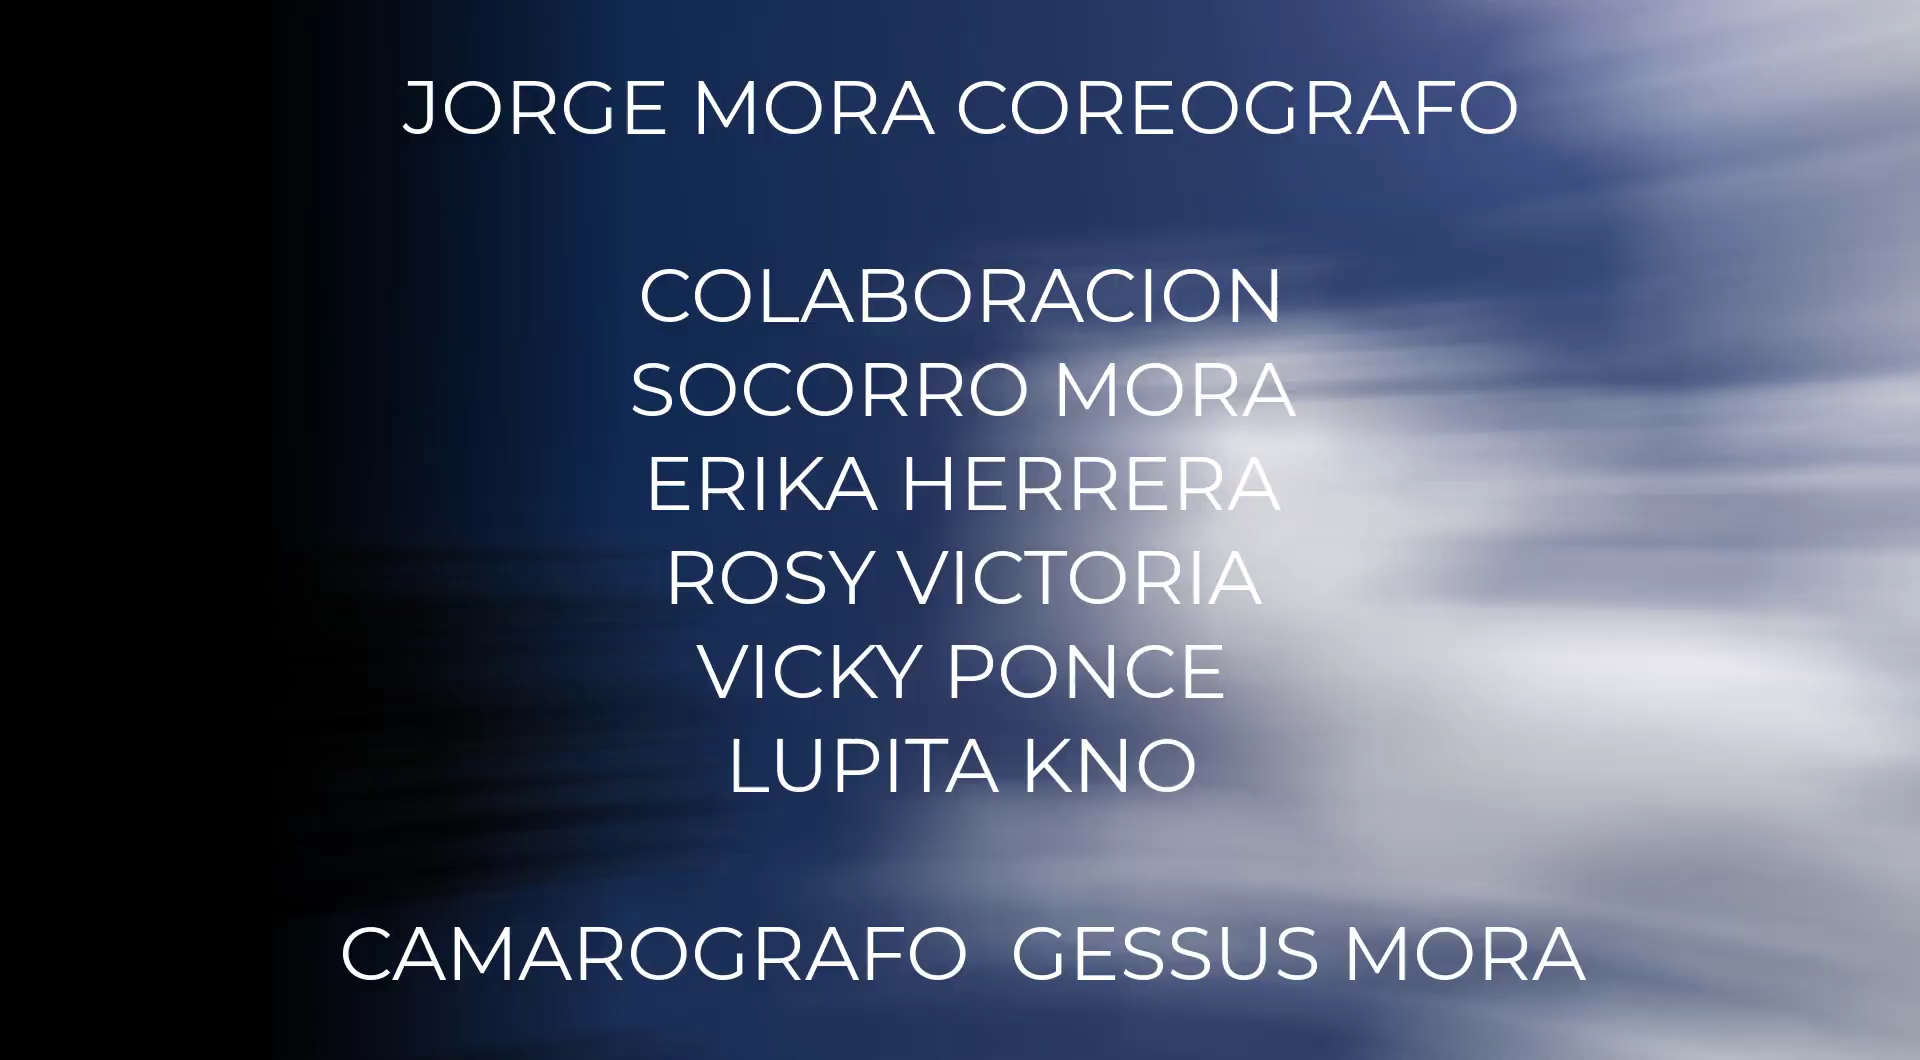 JORGE MORA COREOGRAFO
COLABORACION
SOCORRO MORA
ERIKA HERRERA
ROSY VICTORIA
VICKY PONCE
LUPITA KNO
CAMAROGRAFO  GESSUS MORA